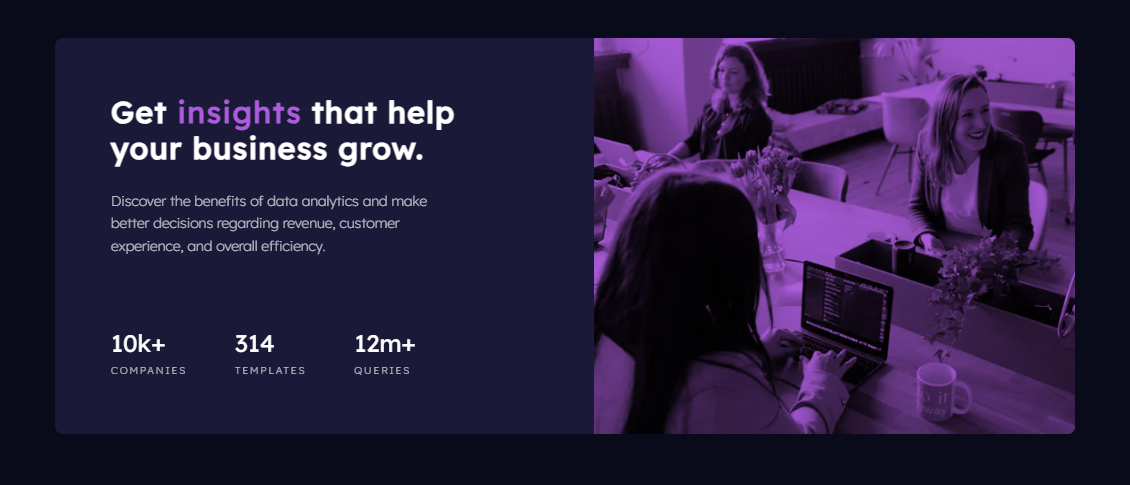 Get insights that help
your business grow.
Discover the benefits of data analytics and make
better decisions regarding revenue, customer
experience, and overall efficiency.
10k+ 314 12m+
COMPANIES TEMPLATES QUERIES